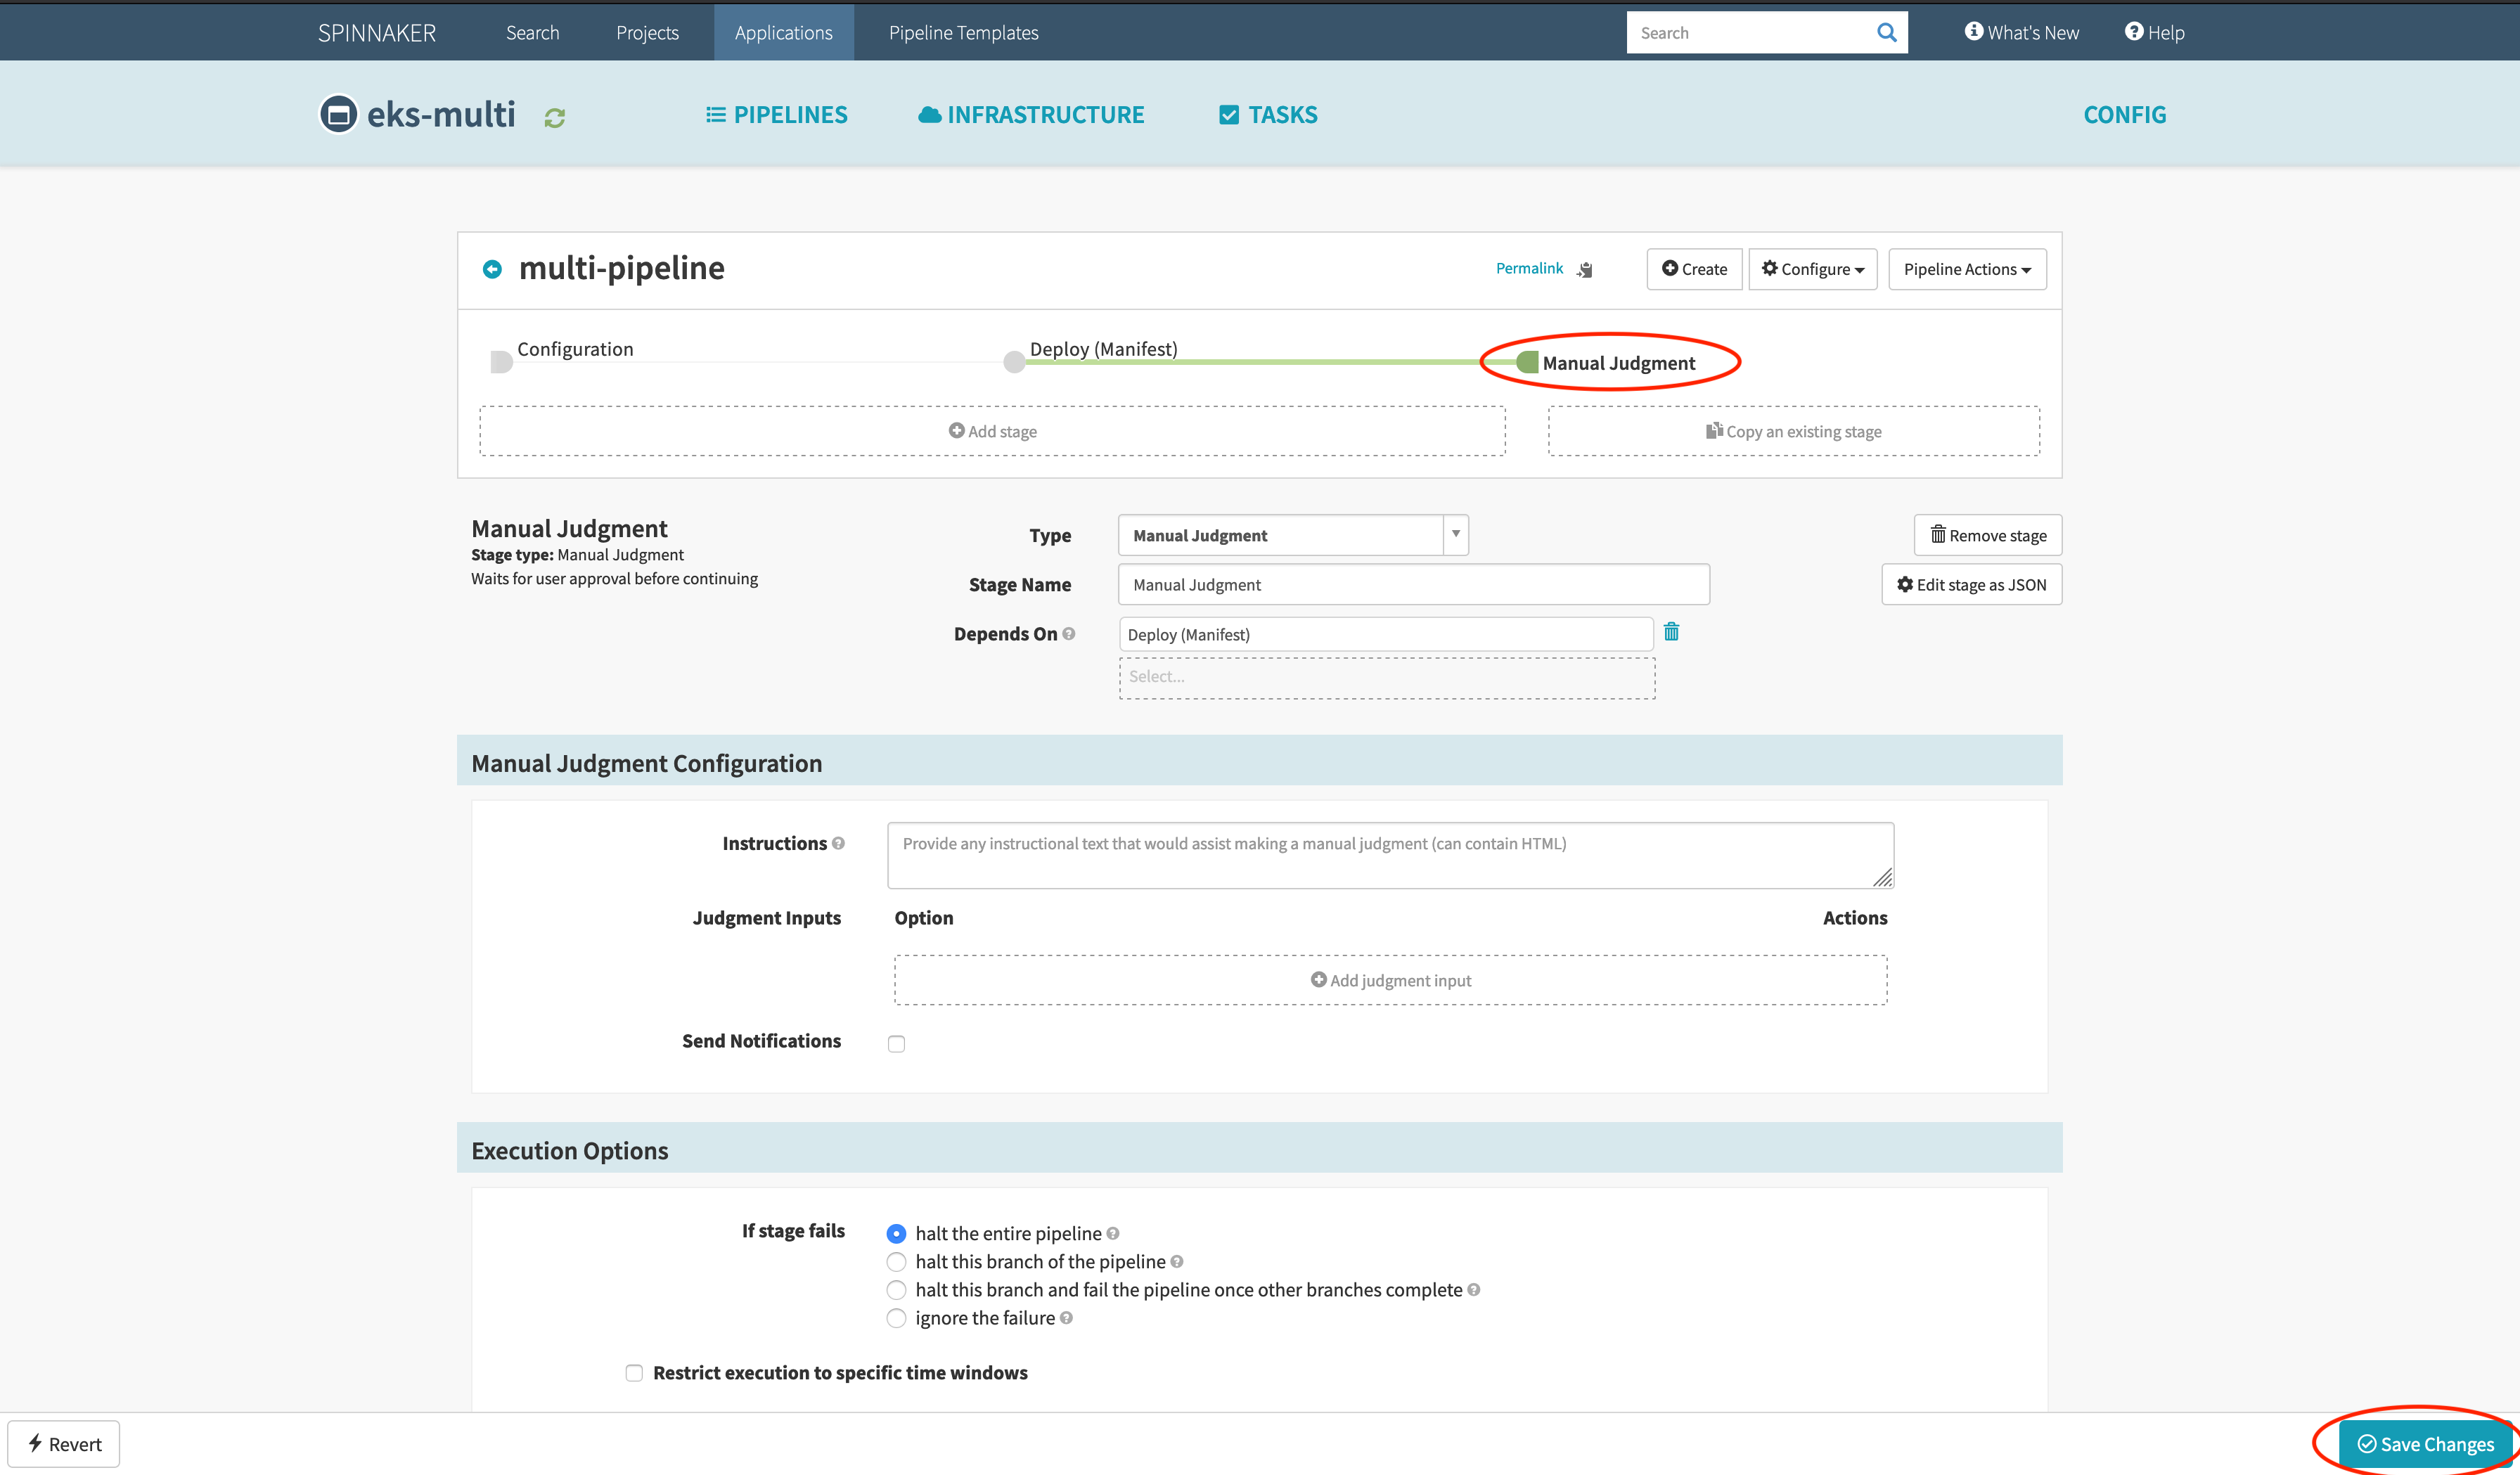 SPINNAKER Search Projects Applications Pipeline Templates Search What's New Help
eks-multi PIPELINES INFRASTRUCTURE TASKS CONFIG
multi-pipeline Permalink Create Configure Pipeline Actions
Configuration Deploy (Manifest) Manual Judgment
Add stage Copy an existing stage
Manual Judgment
Stage type: Manual Judgment
Waits for user approval before continuing
Type Manual Judgment Remove stage
Stage Name Manual Judgment Edit stage as JSON
Depends On Deploy (Manifest)
Select...
Manual Judgment Configuration
Instructions Provide any instructional text that would assist making a manual judgment (can contain HTML)
Judgment Inputs Option Actions
Add judgment input
Send Notifications
Execution Options
If stage fails halt the entire pipeline
halt this branch of the pipeline
halt this branch and fail the pipeline once other branches complete
ignore the failure
Restrict execution to specific time windows
Revert Save Changes